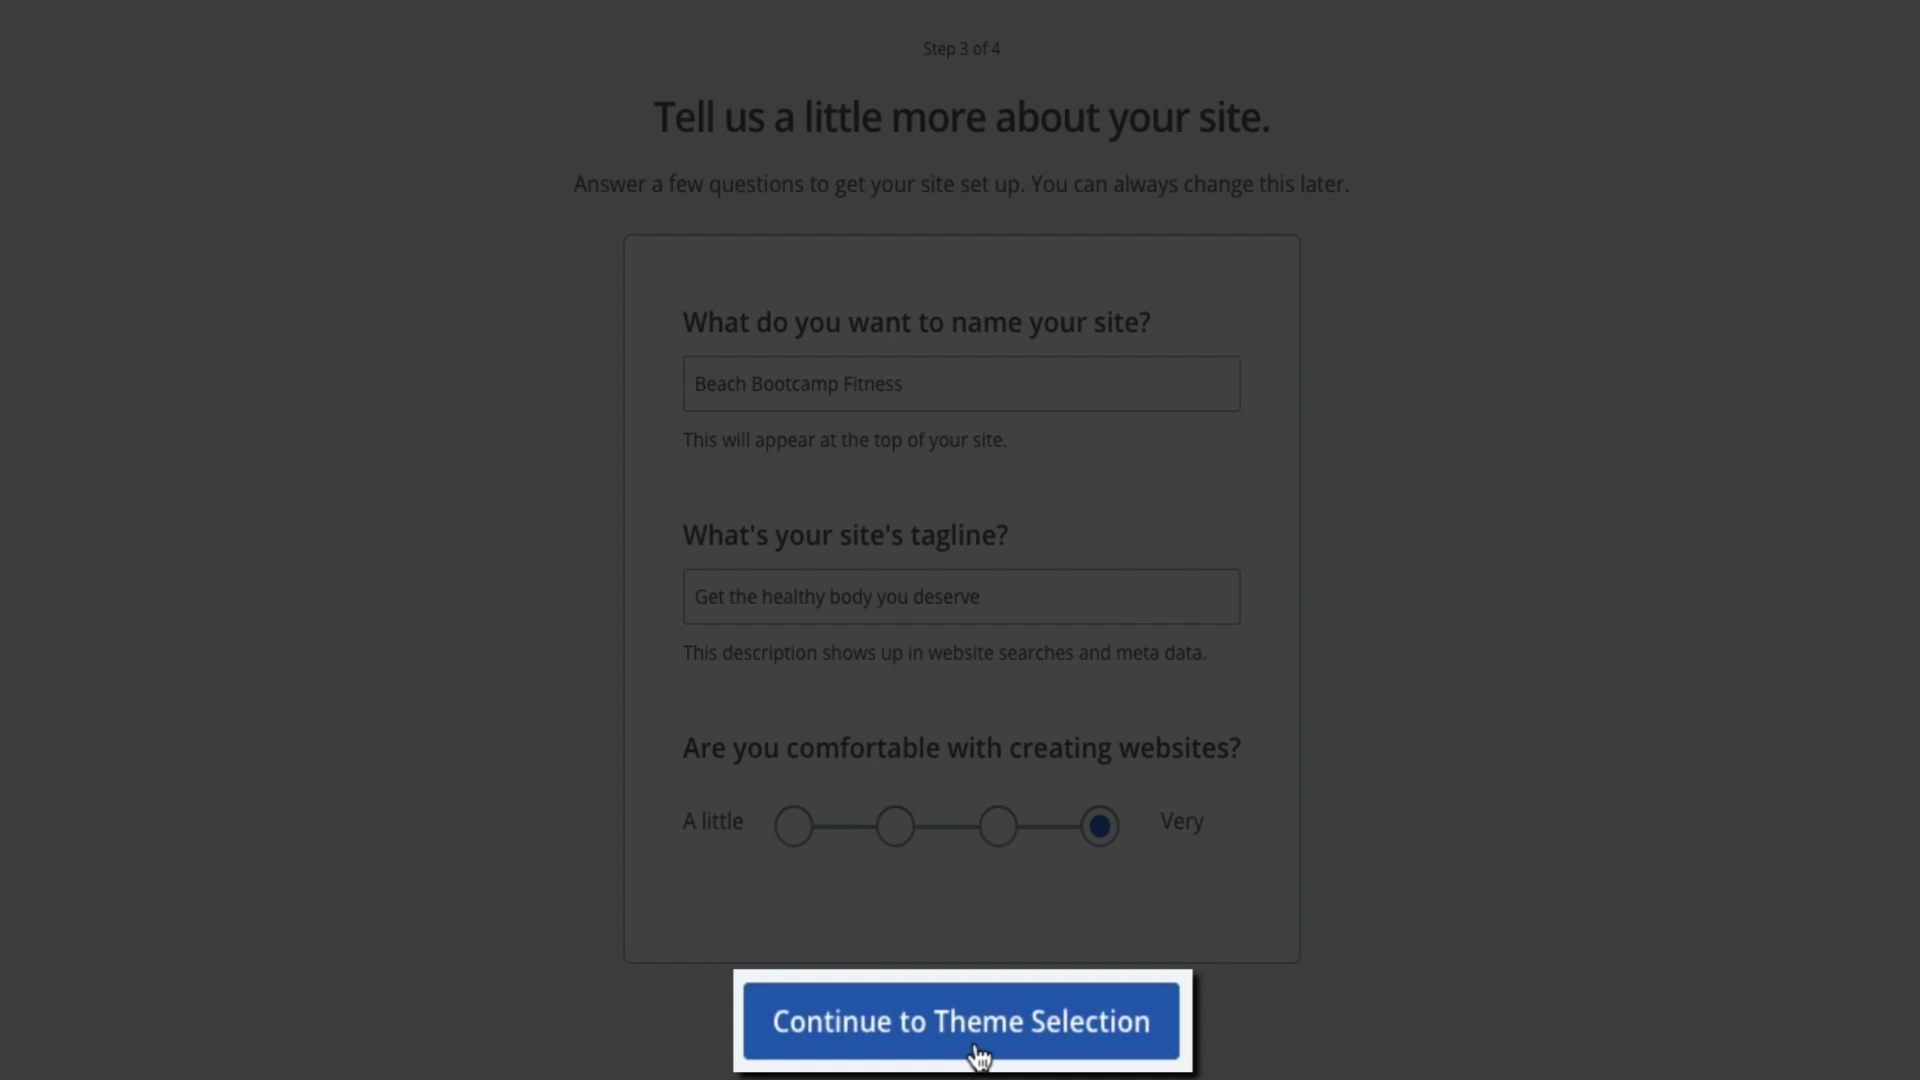 Step 3 of 4
Tell us a little more about your site.
Answer a few questions to get your site set up. You can always change this later.
What do you want to name your site?
Beach Bootcamp Fitness
This will appear at the top of your site.
What's your site's tagline?
Get the healthy body you deserve
This description shows up in website searches and meta data.
Are you comfortable with creating websites?
A little Very
Continue to Theme Selection